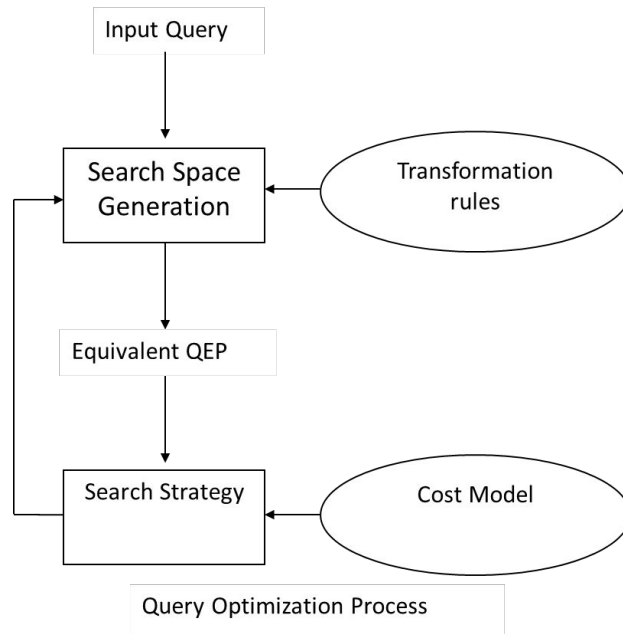 Input Query
Search Space
Generation
Transformation
rules
Equivalent QEP
Search Strategy
Cost Model
Query Optimization Process